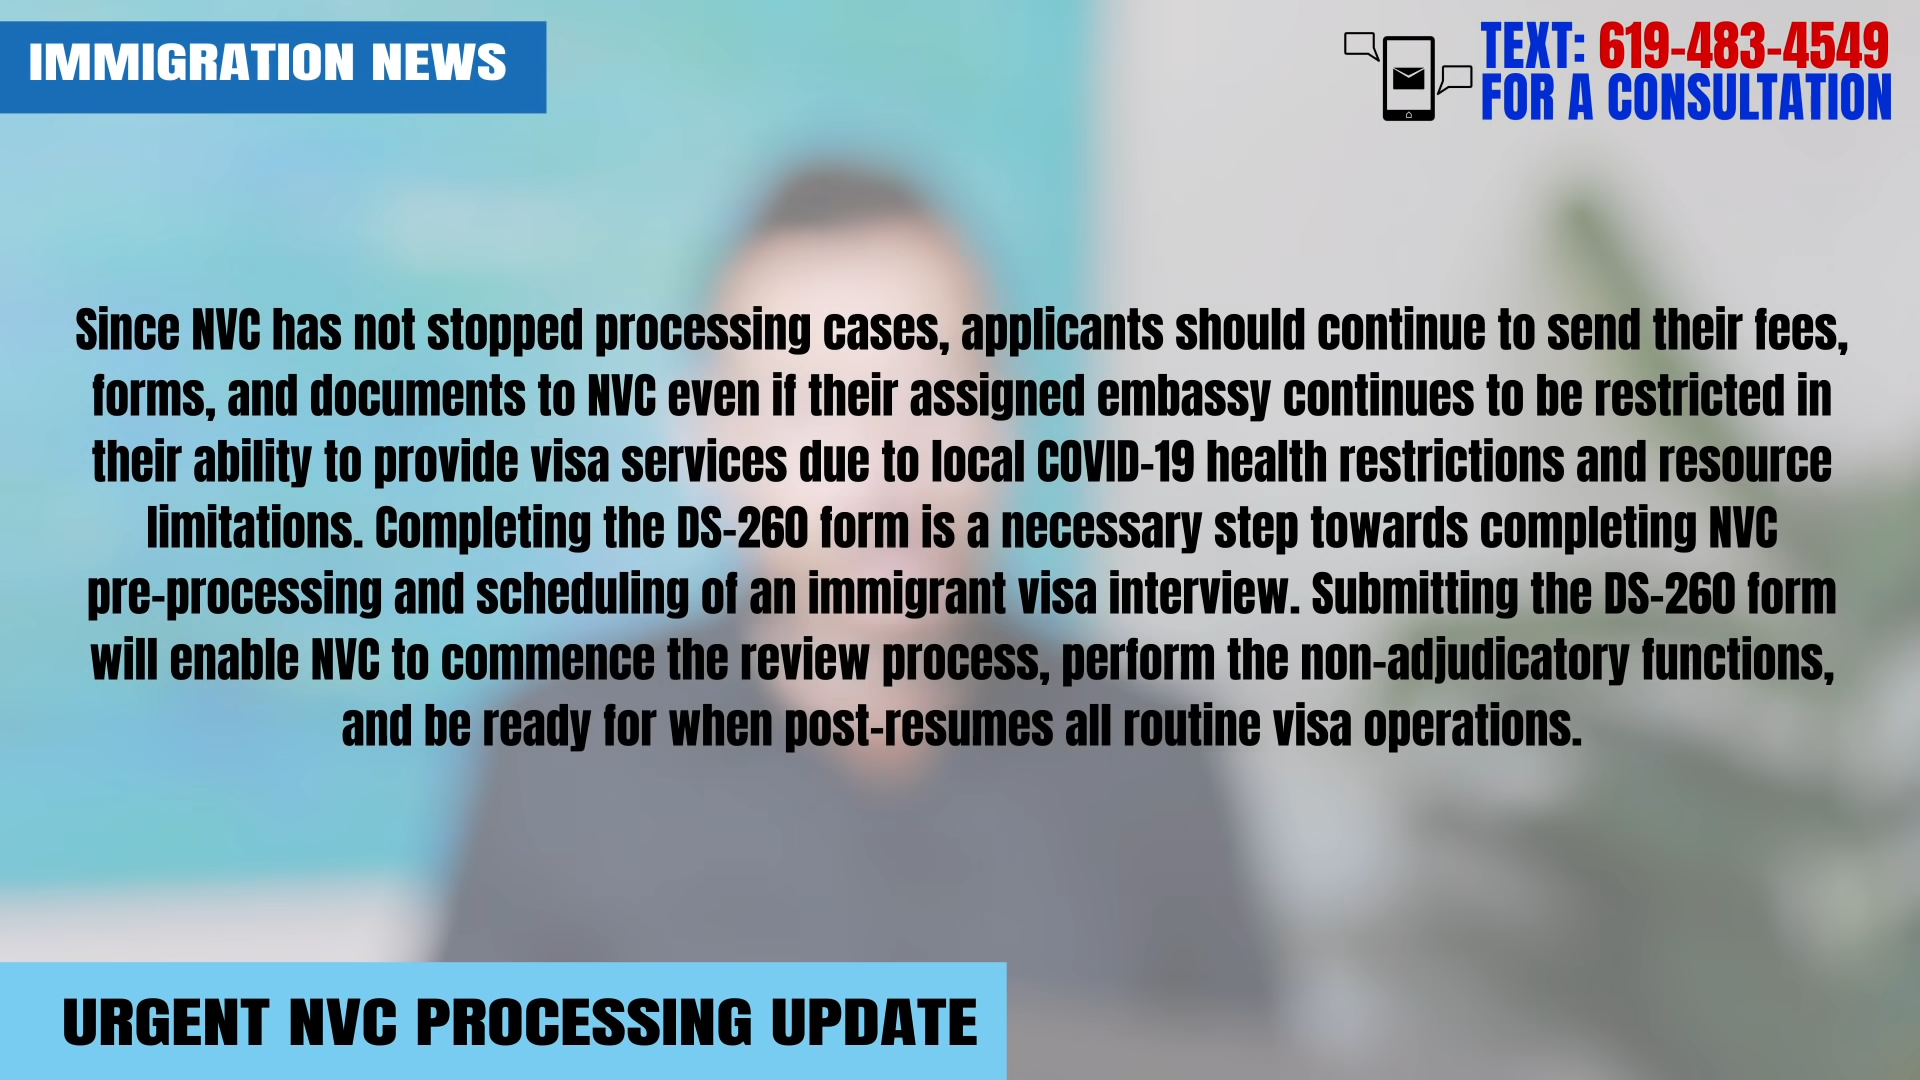 IMMIGRATION NEWS
TEXT: 619-483-4549
FOR A CONSULTATION
Since NVC has not stopped processing cases, applicants should continue to send their fees,
forms, and documents to NVC even if their assigned embassy continues to be restricted in
their ability to provide visa services due to local COVID-19 health restrictions and resource
limitations. Completing the DS-260 form is a necessary step towards completing NVC
pre-processing and scheduling of an immigrant visa interview. Submitting the DS-260 form
will enable NVC to commence the review process, perform the non-adjudicatory functions,
and be ready for when post-resumes all routine visa operations.
URGENT NVC PROCESSING UPDATE